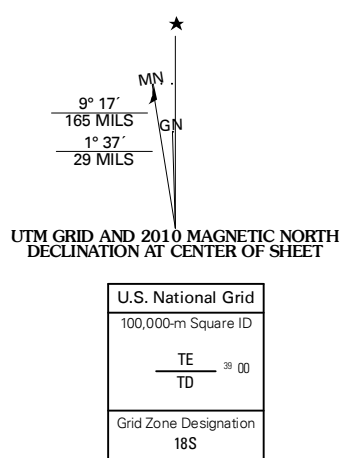 ★
MN
9° 17´
165 MILS
GN
1° 37´
29 MILS
UTM GRID AND 2010 MAGNETIC NORTH
DECLINATION AT CENTER OF SHEET
U.S. National Grid
100,000-m Square ID
TE
39 00
TD
Grid Zone Designation
18S